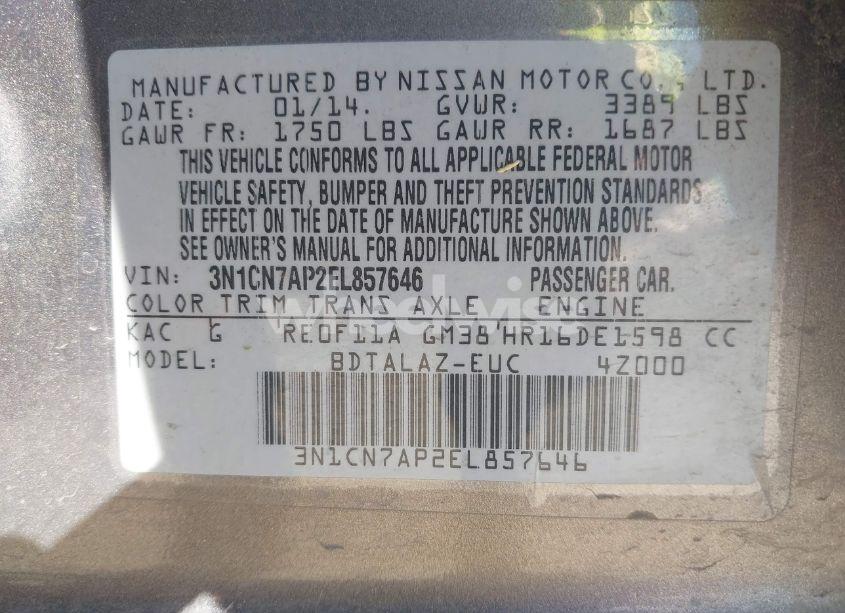 MANUFACTURED BY NISSAN MOTOR CO., LTD.
DATE: 01/14. GVWR: 3389 LBS
GAWR FR: 1750 LBS GAWR RR: 1687 LBS
THIS VEHICLE CONFORMS TO ALL APPLICABLE FEDERAL MOTOR
VEHICLE SAFETY, BUMPER AND THEFT PREVENTION STANDARDS
IN EFFECT ON THE DATE OF MANUFACTURE SHOWN ABOVE.
SEE OWNER'S MANUAL FOR ADDITIONAL INFORMATION.
VIN: 3N1CN7AP2EL857646 PASSENGER CAR.
COLOR TRIM TRANS AXLE ENGINE
KAC G RE0F11A GM38 HR16DE1598 CC
MODEL: BDTALAZ-EUC 4Z000
3N1CN7AP2EL857646